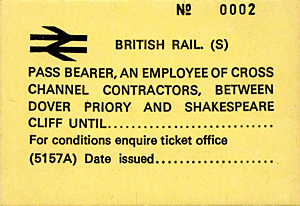 Nº 0002
BRITISH RAIL. (S)
PASS BEARER, AN EMPLOYEE OF CROSS
CHANNEL CONTRACTORS, BETWEEN
DOVER PRIORY AND SHAKESPEARE
CLIFF UNTIL..............................
For conditions enquire ticket office
(5157A) Date issued....................